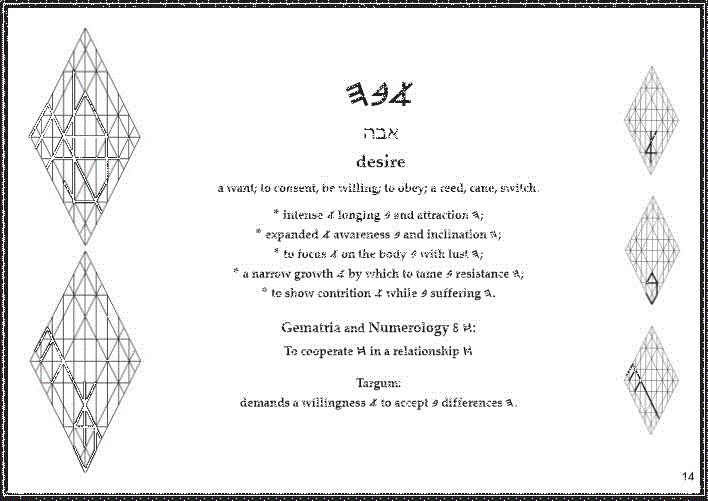 𐤀𐤁𐤄
אבה
desire
a want; to consent, be willing; to obey; a reed, cane, switch.
* intense 𐤀 longing 𐤁 and attraction 𐤄;
* expanded 𐤀 awareness 𐤁 and inclination 𐤄;
* to focus 𐤀 on the body 𐤁 with lust 𐤄;
* a narrow growth 𐤀 by which to tame 𐤁 resistance 𐤄;
* to show contrition 𐤀 while 𐤁 suffering 𐤄.
Gematria and Numerology 8 𐤇:
To cooperate 𐤇 in a relationship 𐤇
Targum:
demands a willingness 𐤀 to accept 𐤁 differences 𐤄.
14